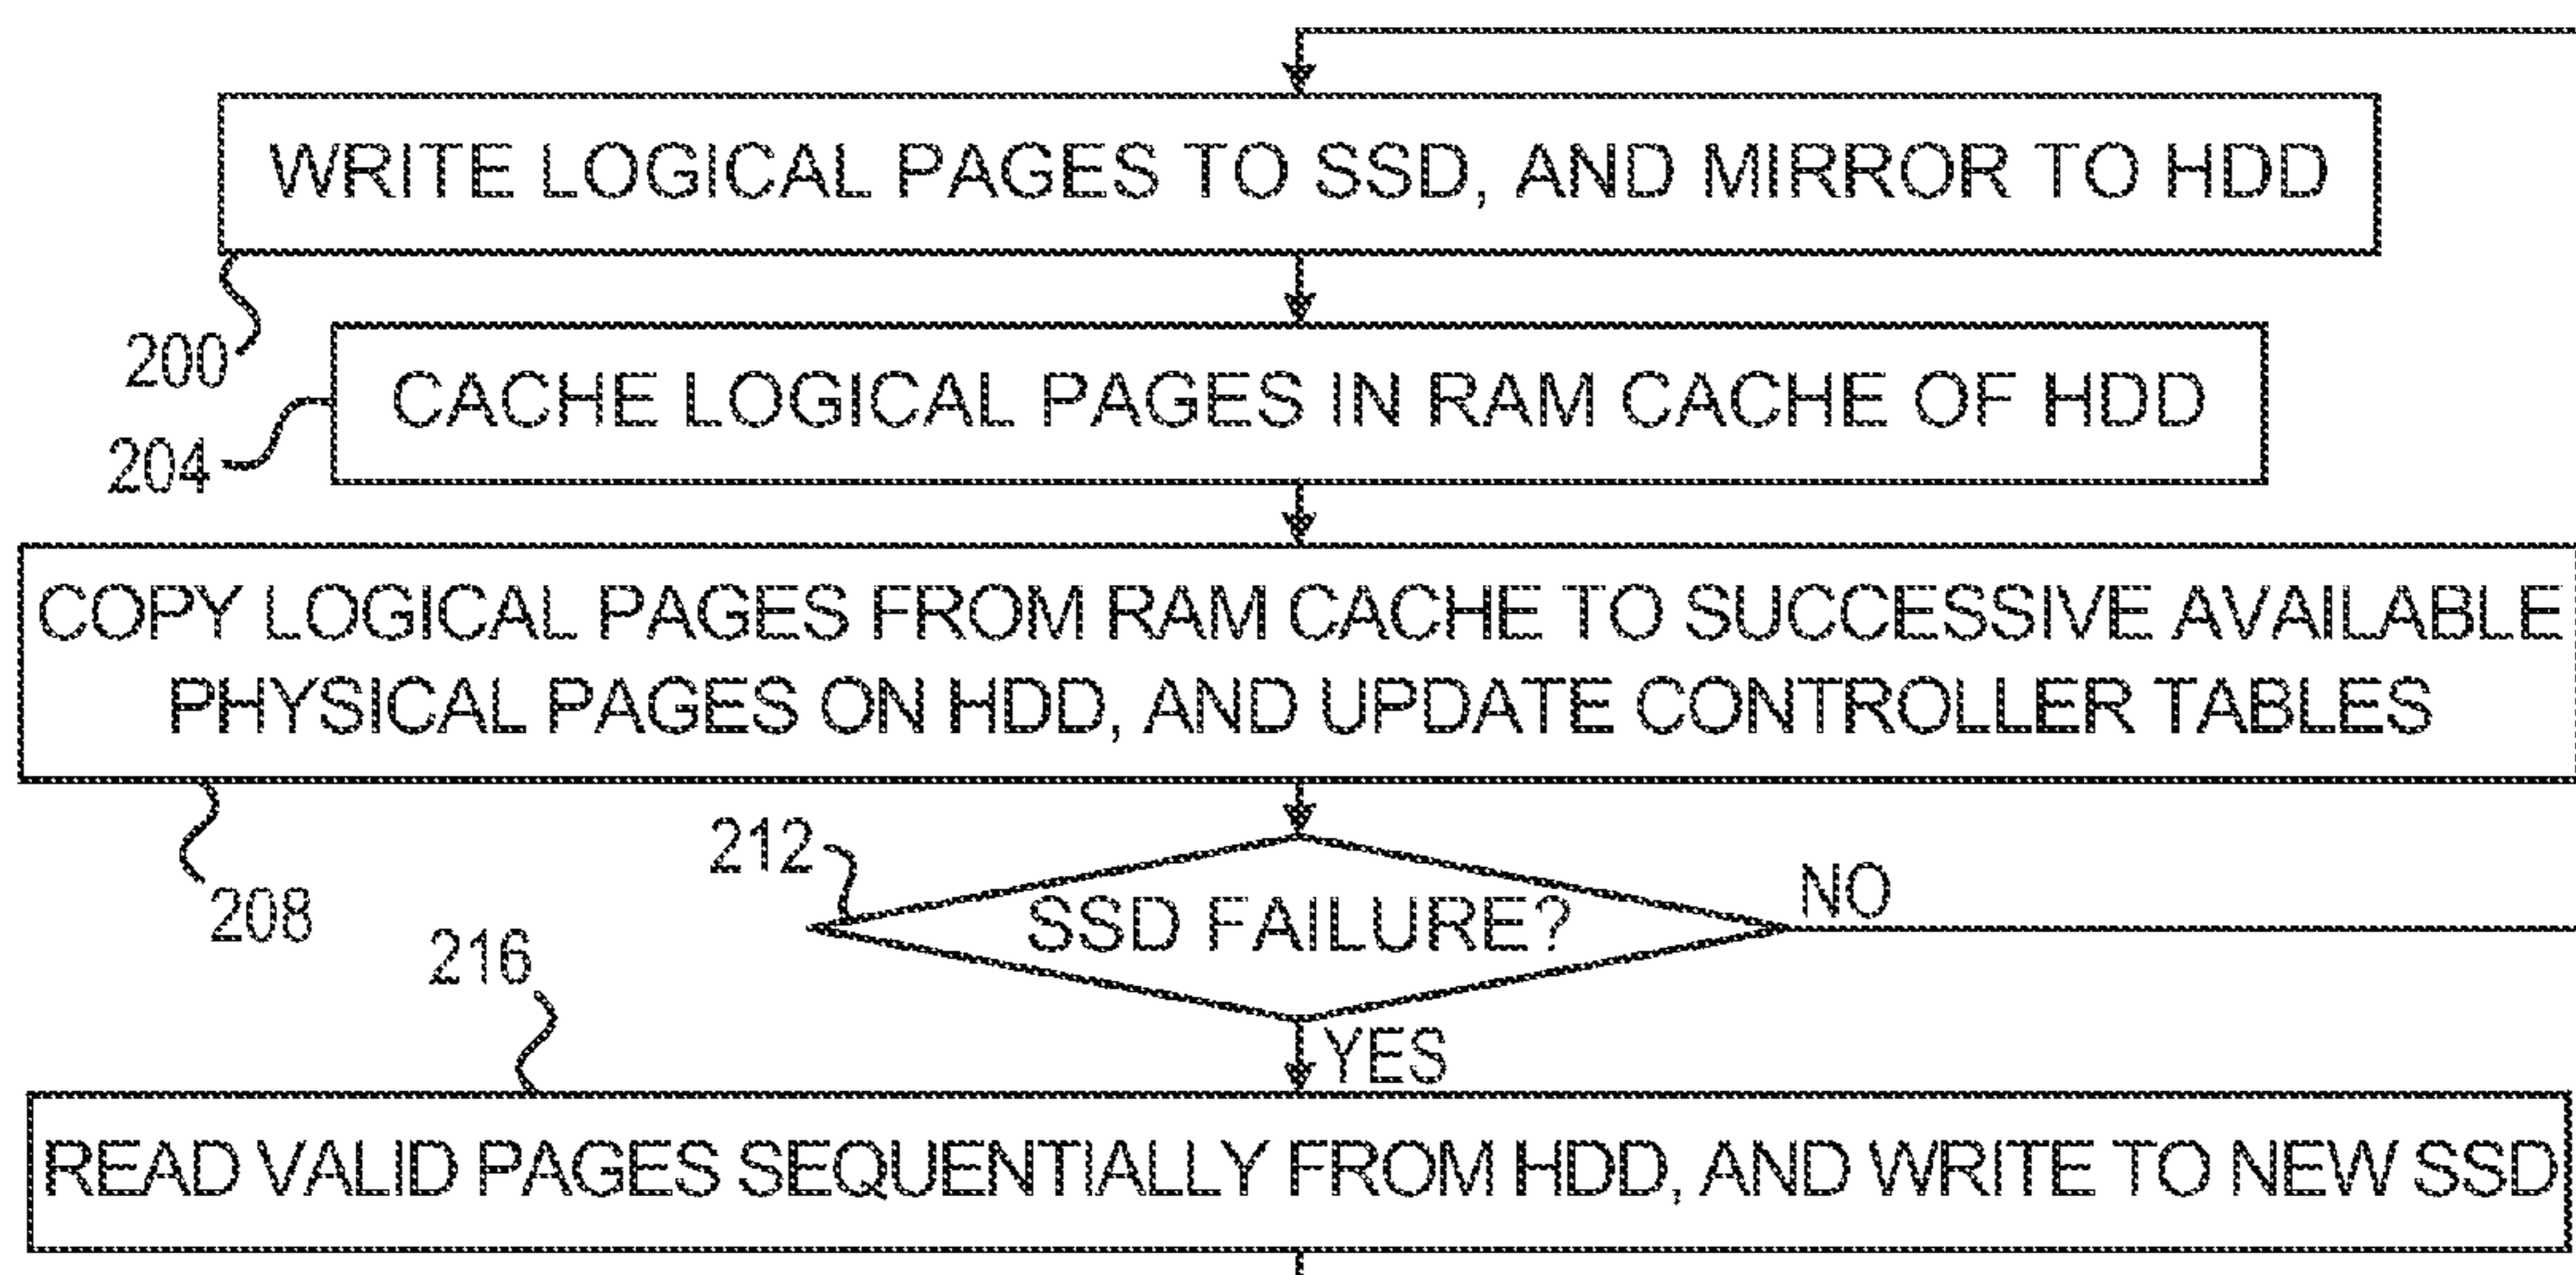 WRITE LOGICAL PAGES TO SSD, AND MIRROR TO HDD
200
CACHE LOGICAL PAGES IN RAM CACHE OF HDD
204
COPY LOGICAL PAGES FROM RAM CACHE TO SUCCESSIVE AVAILABLE
PHYSICAL PAGES ON HDD, AND UPDATE CONTROLLER TABLES
208
212
SSD FAILURE?
NO
216
YES
READ VALID PAGES SEQUENTIALLY FROM HDD, AND WRITE TO NEW SSD